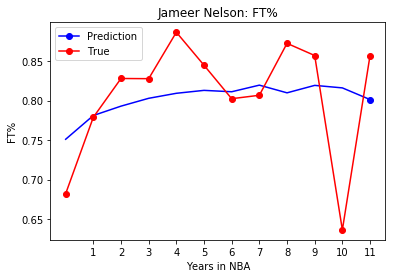 Jameer Nelson: FT%
Prediction
True
FT%
0.85
0.80
0.75
0.70
0.65
1 2 3 4 5 6 7 8 9 10 11
Years in NBA